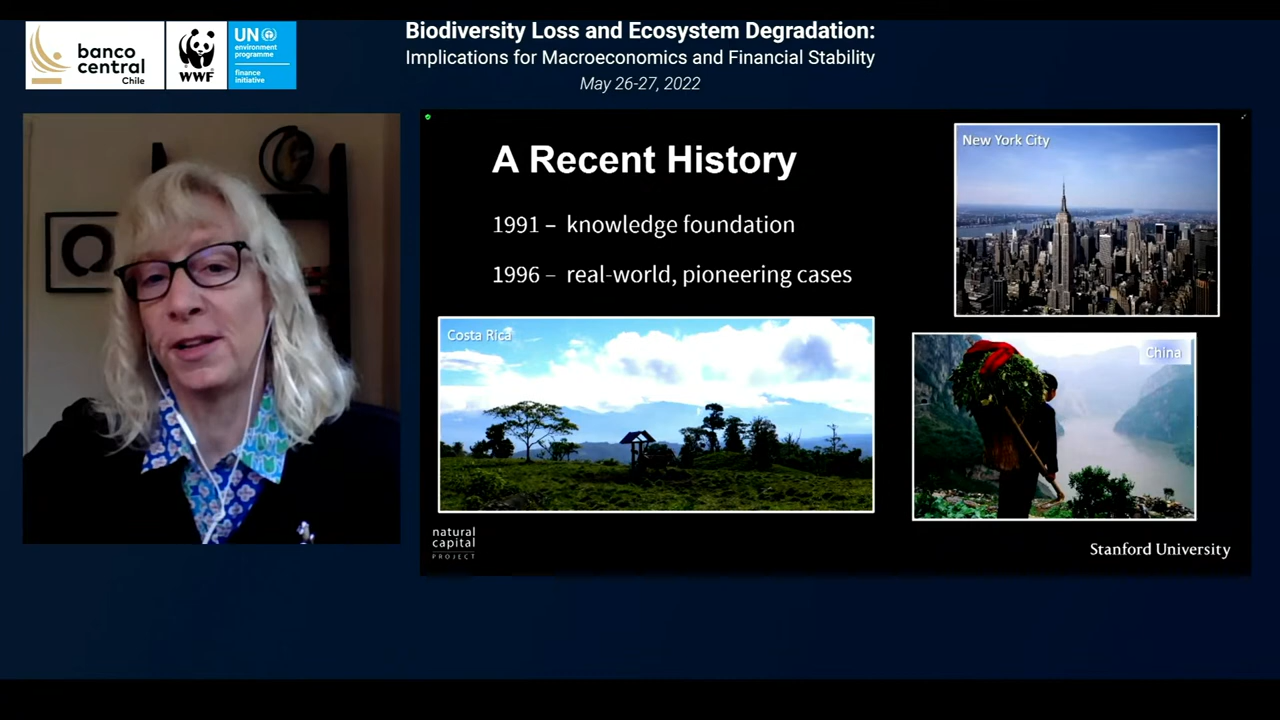 banco
central
Chile
WWF
UN
environment
programme
finance
initiative
Biodiversity Loss and Ecosystem Degradation:
Implications for Macroeconomics and Financial Stability
May 26-27, 2022
A Recent History
1991 – knowledge foundation
1996 – real-world, pioneering cases
New York City
Costa Rica
China
natural
capital
PROJECT
Stanford University